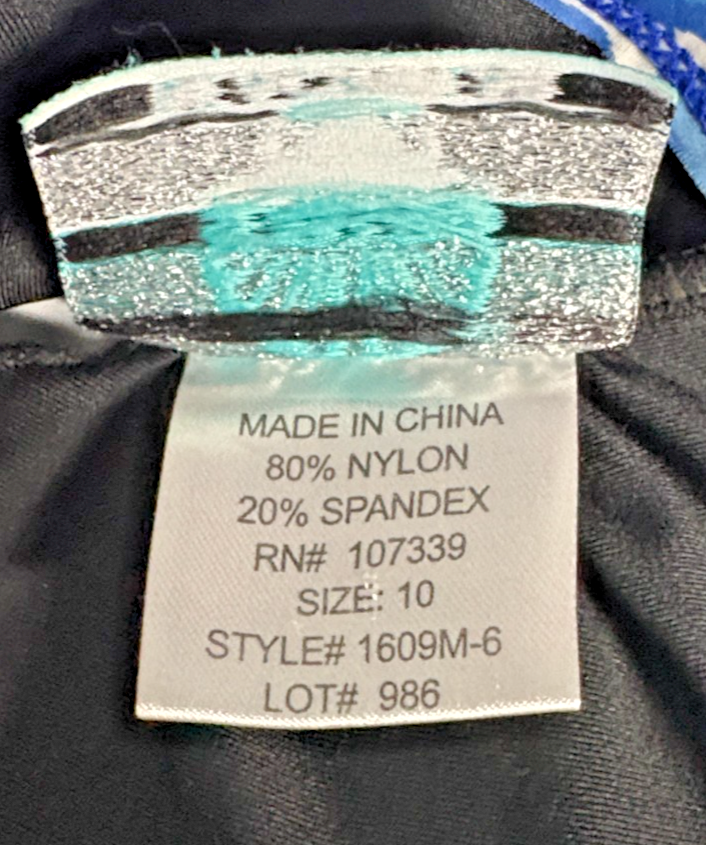 MADE IN CHINA
80% NYLON
20% SPANDEX
RN# 107339
SIZE: 10
STYLE# 1609M-6
LOT# 986